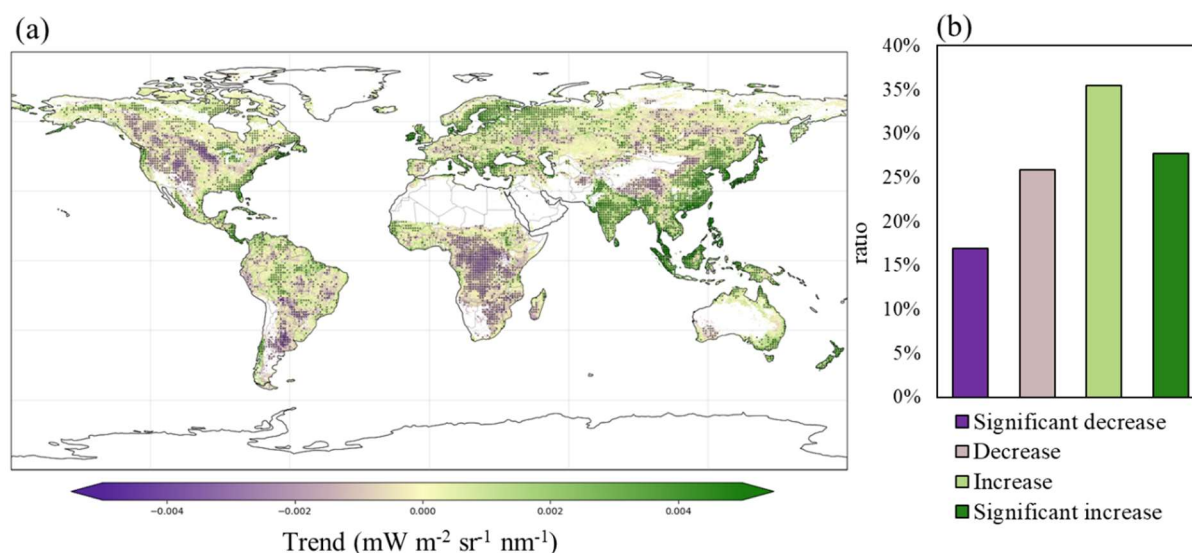 (a)
(b)
40%
35%
30%
25%
20%
15%
10%
5%
0%
ratio
−0.004
−0.002
0.000
0.002
0.004
Trend (mW m⁻² sr⁻¹ nm⁻¹)
Significant decrease
Decrease
Increase
Significant increase